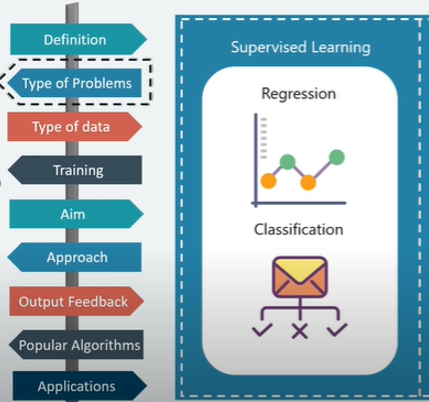 Definition
Type of Problems
Type of data
Training
Aim
Approach
Output Feedback
Popular Algorithms
Applications
Supervised Learning
Regression
Classification